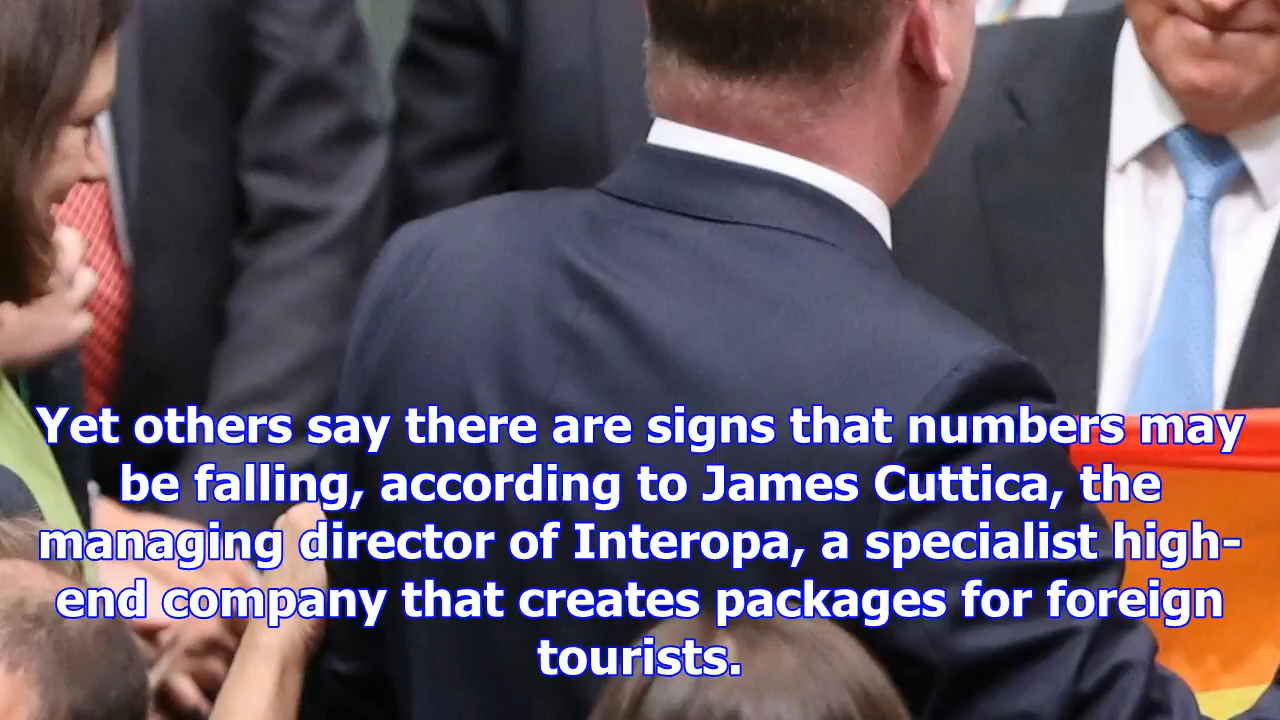 Yet others say there are signs that numbers may
be falling, according to James Cuttica, the
managing director of Interopa, a specialist high-
end company that creates packages for foreign
tourists.